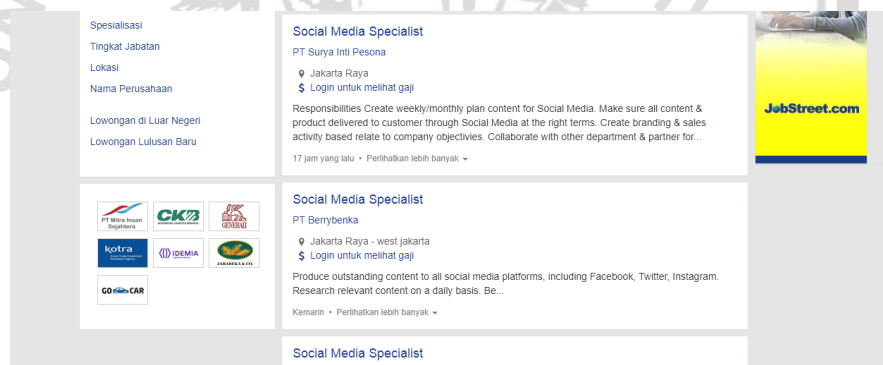 Spesialisasi
Tingkat Jabatan
Lokasi
Nama Perusahaan
Lowongan di Luar Negeri
Lowongan Lulusan Baru
PT Mitra Insan
Sejahtera
CKB
GENERALI
kotra
IDEMIA
JABABEKA & CO.
GO CAR
Social Media Specialist
PT Surya Inti Pesona
Jakarta Raya
$ Login untuk melihat gaji
Responsibilities Create weekly/monthly plan content for Social Media. Make sure all content &
product delivered to customer through Social Media at the right terms. Create branding & sales
activity based relate to company objectivies. Collaborate with other department & partner for...
17 jam yang lalu • Perlihatkan lebih banyak
Social Media Specialist
PT Berrybenka
Jakarta Raya - west jakarta
$ Login untuk melihat gaji
Produce outstanding content to all social media platforms, including Facebook, Twitter, Instagram.
Research relevant content on a daily basis. Be...
Kemarin • Perlihatkan lebih banyak
Social Media Specialist
JobStreet.com